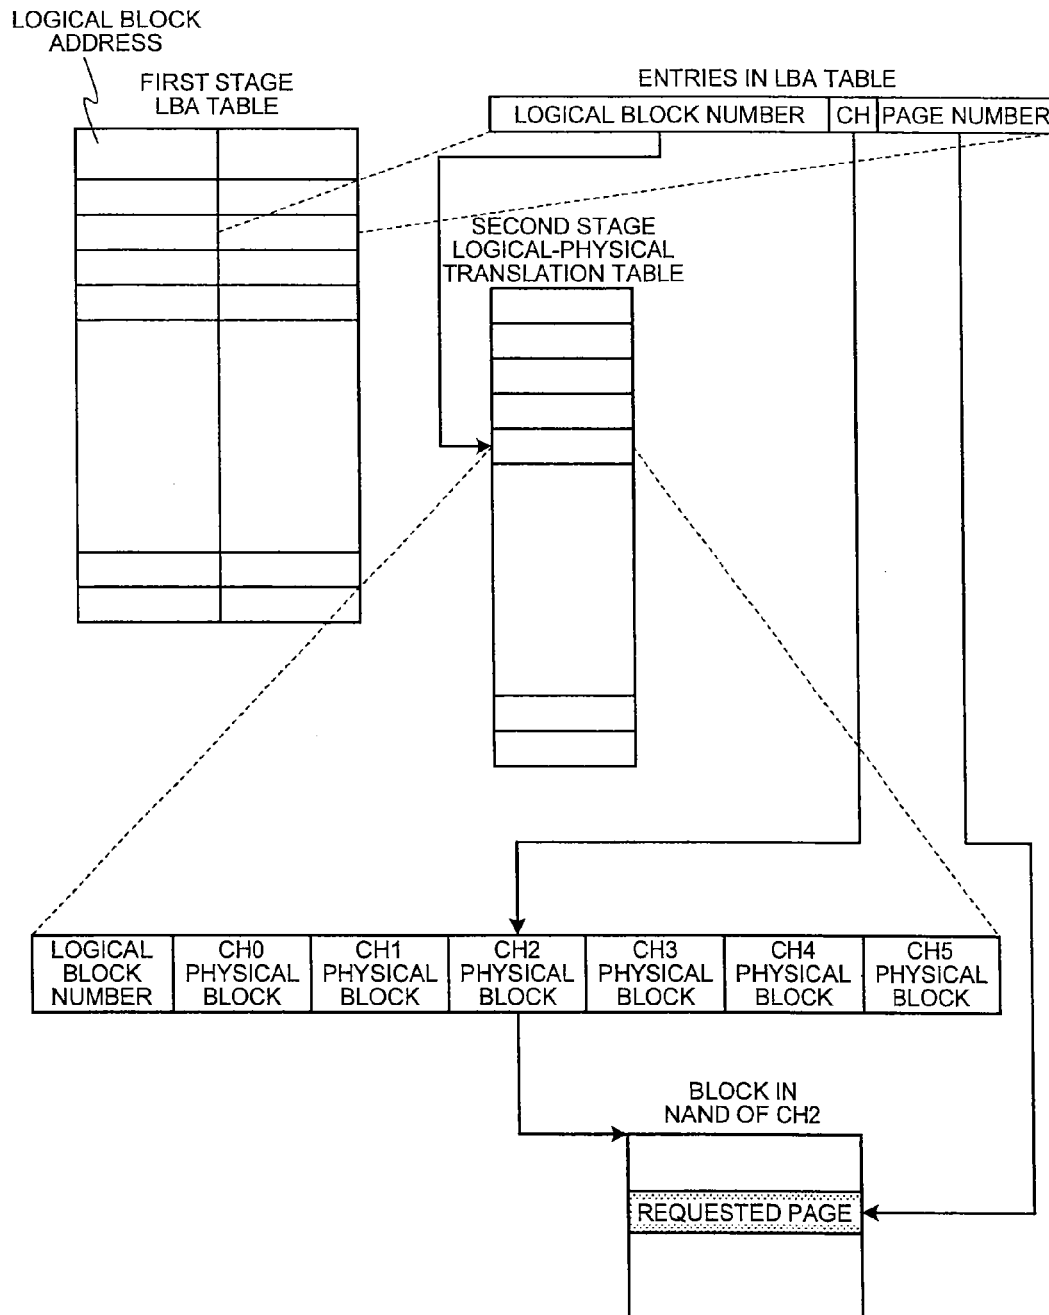 LOGICAL BLOCK
ADDRESS
FIRST STAGE
LBA TABLE
ENTRIES IN LBA TABLE
LOGICAL BLOCK NUMBER CH PAGE NUMBER
SECOND STAGE
LOGICAL-PHYSICAL
TRANSLATION TABLE
LOGICAL
BLOCK
NUMBER
CH0
PHYSICAL
BLOCK
CH1
PHYSICAL
BLOCK
CH2
PHYSICAL
BLOCK
CH3
PHYSICAL
BLOCK
CH4
PHYSICAL
BLOCK
CH5
PHYSICAL
BLOCK
BLOCK IN
NAND OF CH2
REQUESTED PAGE